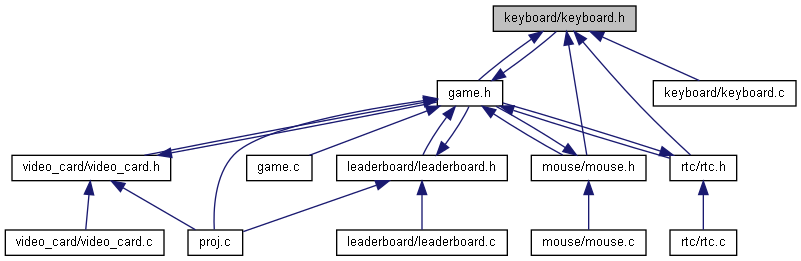 keyboard/keyboard.h
game.h
keyboard/keyboard.c
video_card/video_card.h
game.c
leaderboard/leaderboard.h
mouse/mouse.h
rtc/rtc.h
video_card/video_card.c
proj.c
leaderboard/leaderboard.c
mouse/mouse.c
rtc/rtc.c